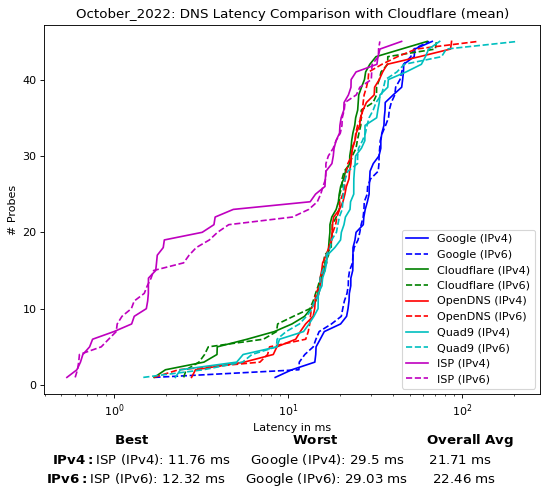 October_2022: DNS Latency Comparison with Cloudflare (mean)
# Probes
40
30
20
10
0
10⁰
10¹
10²
Latency in ms
Google (IPv4)
Google (IPv6)
Cloudflare (IPv4)
Cloudflare (IPv6)
OpenDNS (IPv4)
OpenDNS (IPv6)
Quad9 (IPv4)
Quad9 (IPv6)
ISP (IPv4)
ISP (IPv6)
Best Worst Overall Avg
IPv4: ISP (IPv4): 11.76 ms Google (IPv4): 29.5 ms 21.71 ms
IPv6: ISP (IPv6): 12.32 ms Google (IPv6): 29.03 ms 22.46 ms